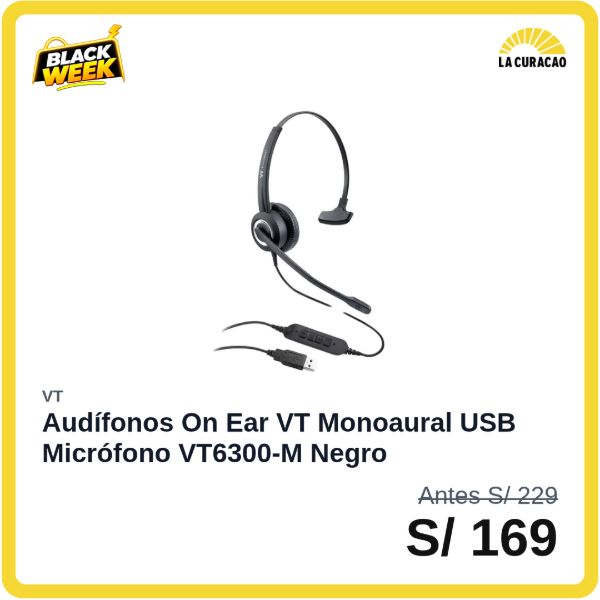 BLACK
WEEK
LA CURACAO
VT
Audífonos On Ear VT Monoaural USB
Micrófono VT6300-M Negro
Antes S/ 229
S/ 169